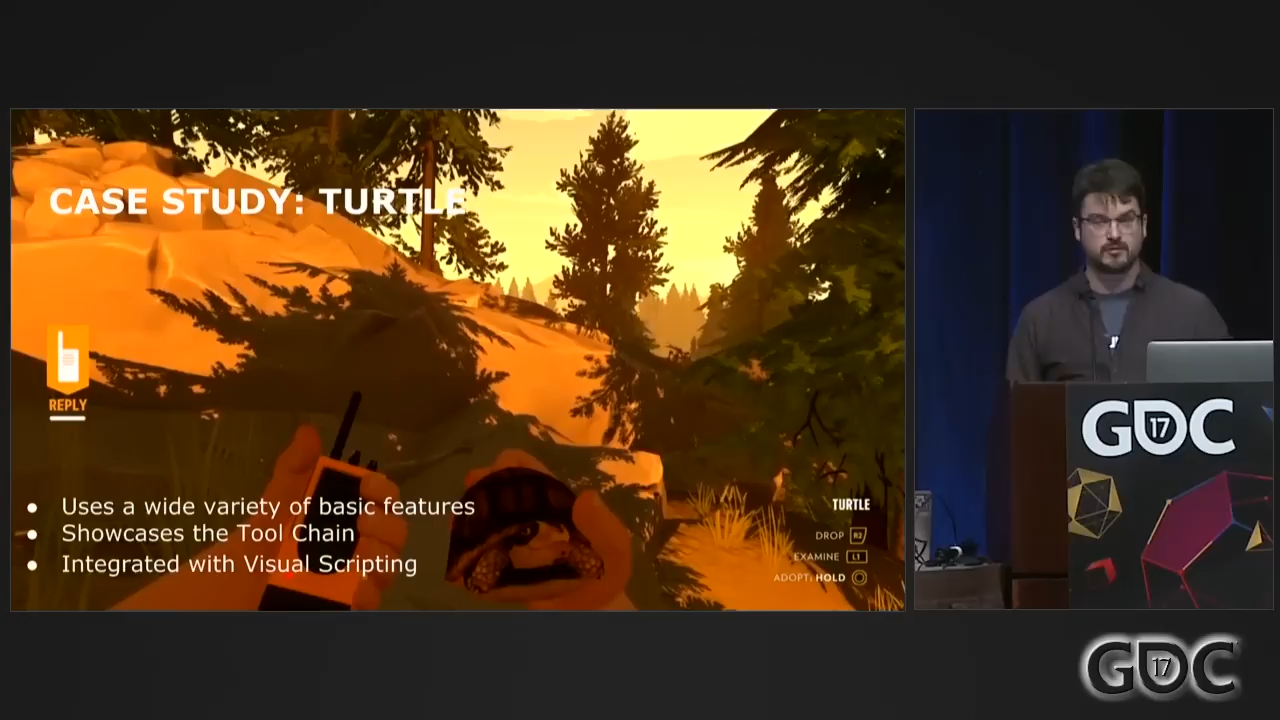 CASE STUDY: TURTLE
REPLY
● Uses a wide variety of basic features
● Showcases the Tool Chain
● Integrated with Visual Scripting
TURTLE
DROP R2
EXAMINE L1
ADOPT: HOLD
GDC
17
GDC
17